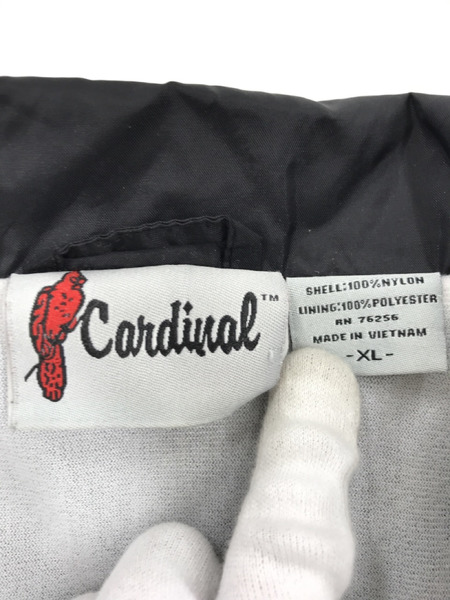 Cardinal™
SHELL:100%NYLON
LINING:100%POLYESTER
RN 76256
MADE IN VIETNAM
-XL-